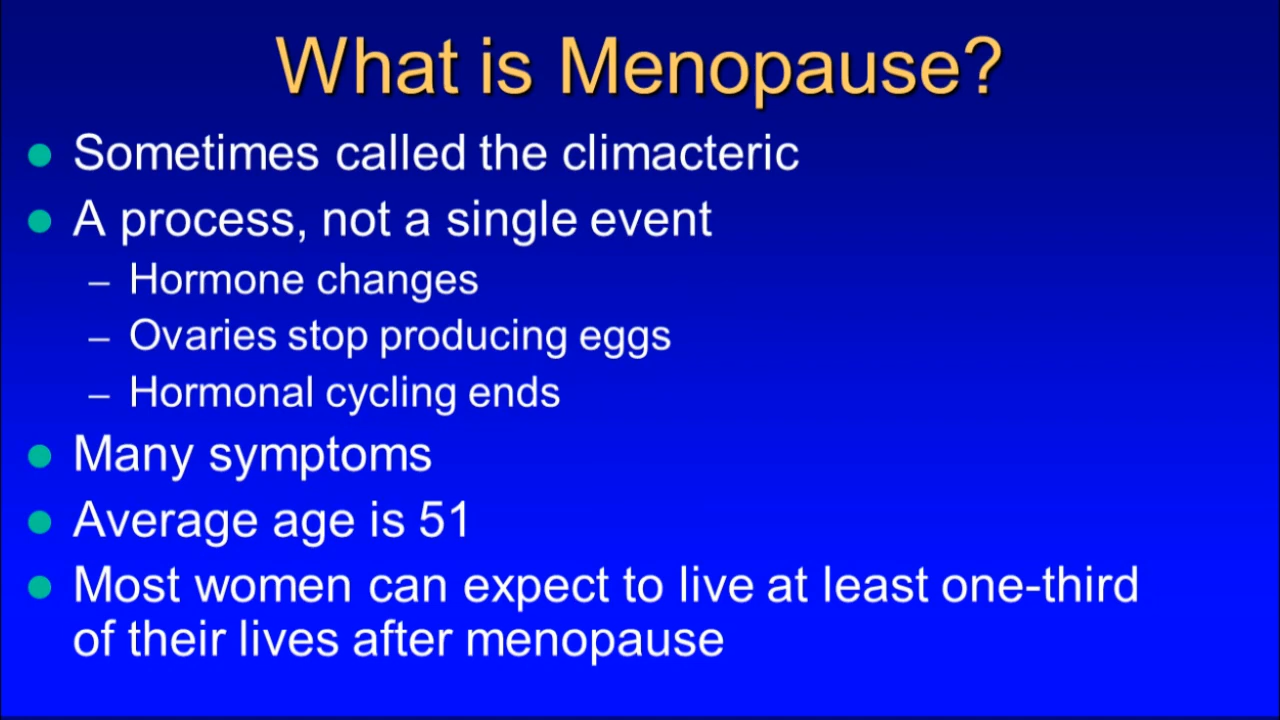 What is Menopause?
● Sometimes called the climacteric
● A process, not a single event
– Hormone changes
– Ovaries stop producing eggs
– Hormonal cycling ends
● Many symptoms
● Average age is 51
● Most women can expect to live at least one-third
of their lives after menopause